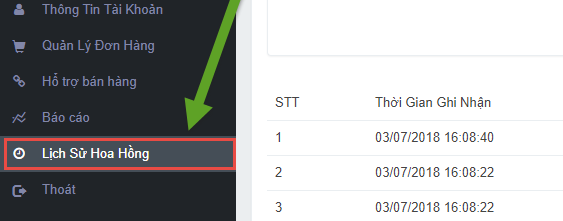 Thông Tin Tài Khoản
Quản Lý Đơn Hàng
Hỗ trợ bán hàng
Báo cáo
Lịch Sử Hoa Hồng
Thoát
STT Thời Gian Ghi Nhận
1 03/07/2018 16:08:40
2 03/07/2018 16:08:22
3 03/07/2018 16:08:22